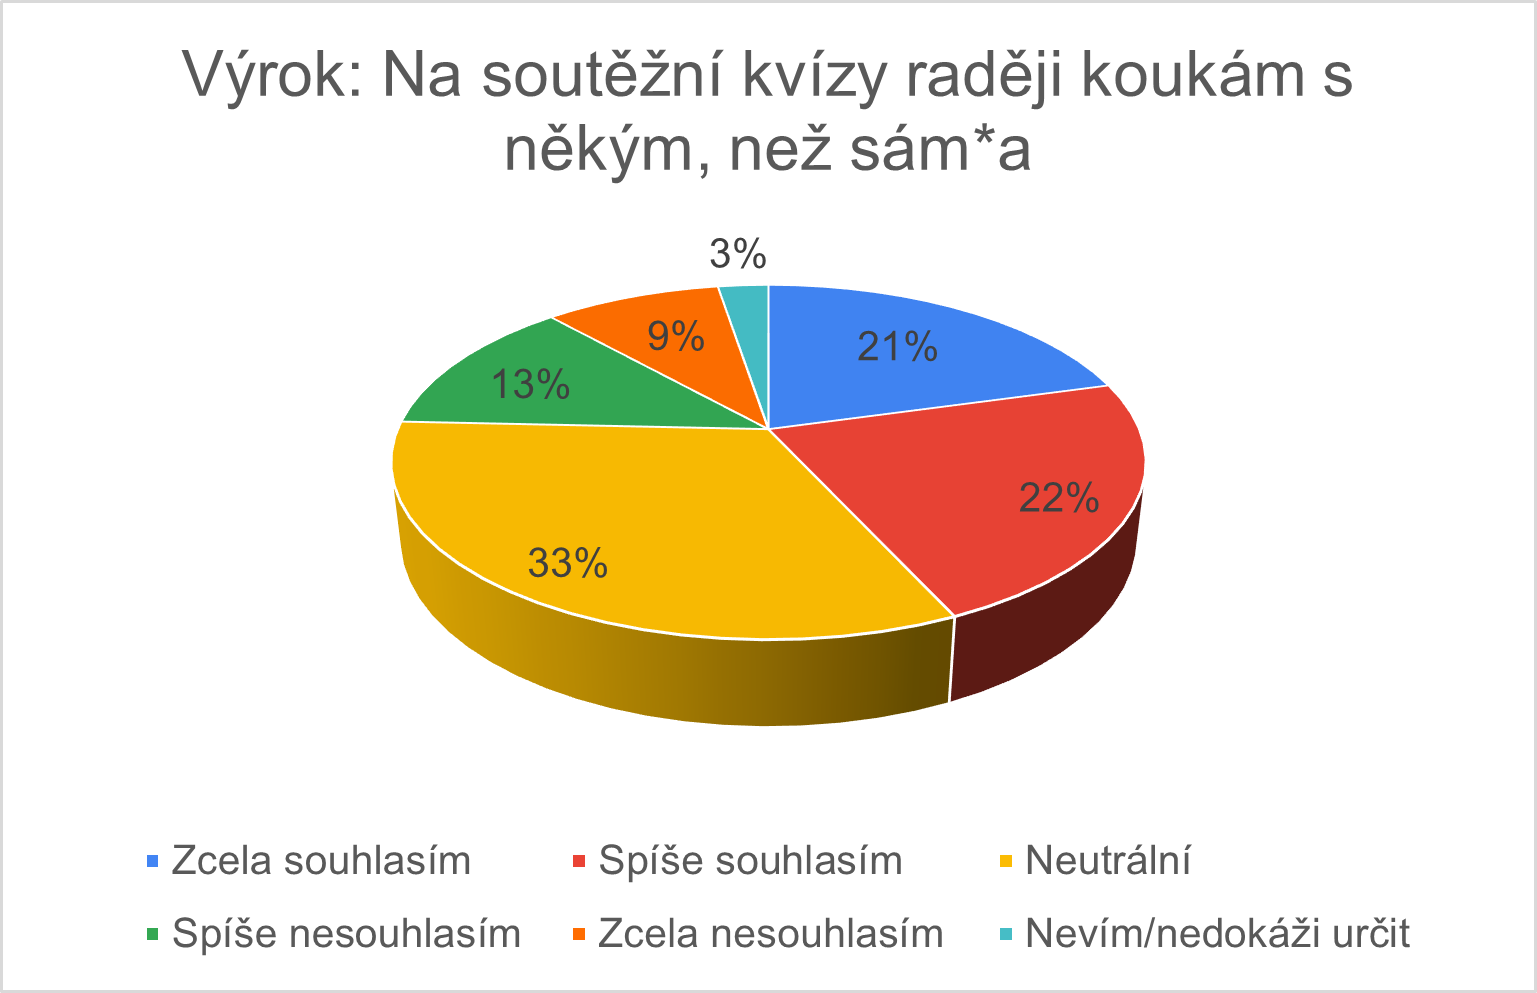 Výrok: Na soutěžní kvízy raději koukám s
někým, než sám*a
3%
21%
9%
13%
22%
33%
Zcela souhlasím
Spíše souhlasím
Neutrální
Spíše nesouhlasím
Zcela nesouhlasím
Nevím/nedokáži určit